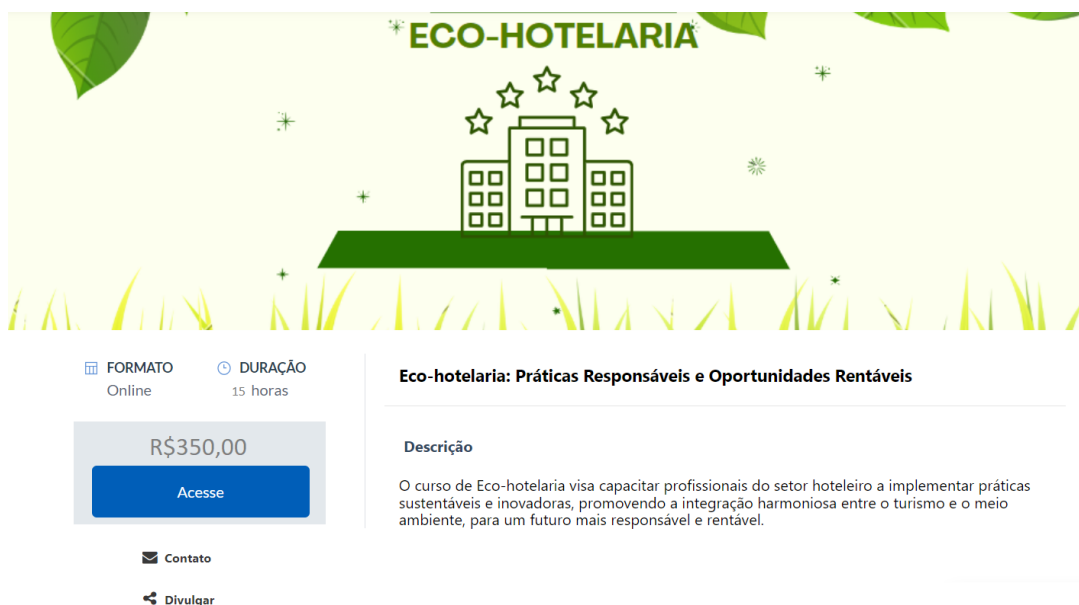 ECO-HOTELARIA
FORMATO
Online
DURAÇÃO
15 horas
R$350,00
Acesse
Contato
Divulgar
Eco-hotelaria: Práticas Responsáveis e Oportunidades Rentáveis
Descrição
O curso de Eco-hotelaria visa capacitar profissionais do setor hoteleiro a implementar práticas
sustentáveis e inovadoras, promovendo a integração harmoniosa entre o turismo e o meio
ambiente, para um futuro mais responsável e rentável.